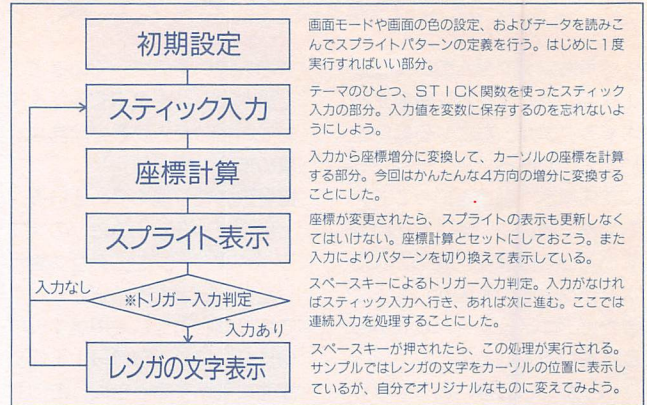 初期設定
画面モードや画面の色の設定、およびデータを読みこ
んでスプライトパターンの定義を行う。はじめに1度
実行すればいい部分。
スティック入力
テーマのひとつ、STICK関数を使ったスティック
入力の部分。入力値を変数に保存するのを忘れないよ
うにしよう。
座標計算
入力から座標増分に変換して、カーソルの座標を計算
する部分。今回はかんたんな4方向の増分に変換する
ことにした。
スプライト表示
座標が変更されたら、スプライトの表示も更新しなく
てはいけない。座標計算とセットにしておこう。また
入力によりパターンを切り換えて表示している。
入力なし
※トリガー入力判定
入力あり
スペースキーによるトリガー入力判定。入力がなけれ
ばスティック入力へ行き、あれば次に進む。ここでは
連続入力を処理することにした。
レンガの文字表示
スペースキーが押されたら、この処理が実行される。
サンプルではレンガの文字をカーソルの位置に表示し
ているが、自分でオリジナルなものに変えてみよう。